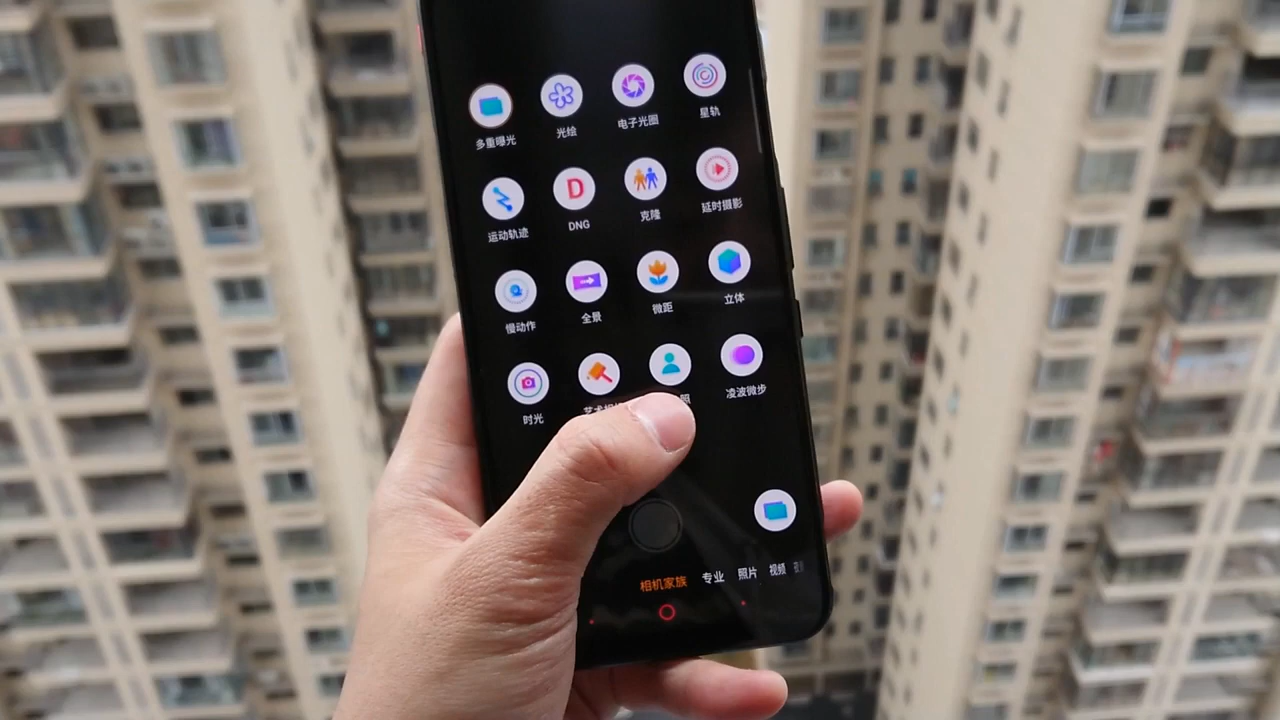 多重曝光
光绘
电子光圈
星轨
运动轨迹
DNG
克隆
延时摄影
慢动作
全景
微距
立体
时光
照
凌波微步
相机家族
专业
照片
视频